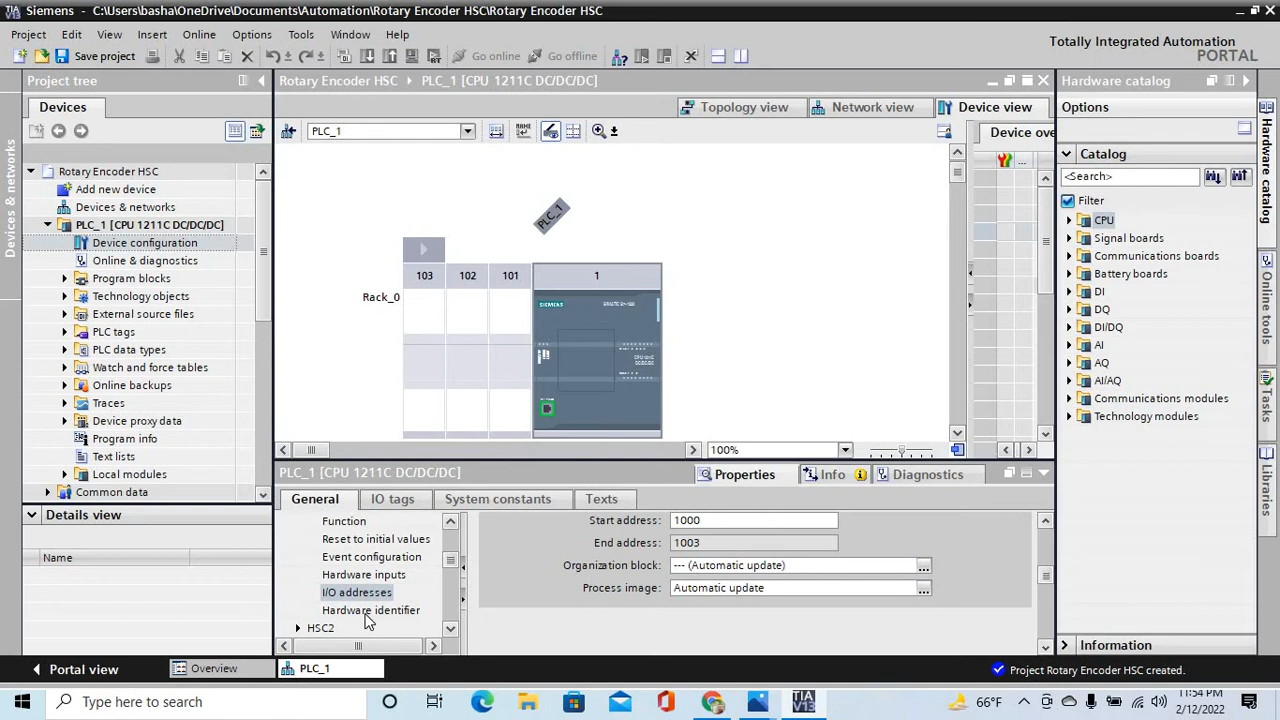 Siemens - C:\Users\basha\OneDrive\Documents\Automation\Rotary Encoder HSC\Rotary Encoder HSC
Project Edit View Insert Online Options Tools Window Help
Totally Integrated Automation
PORTAL
Save project Go online Go offline
Project tree
Rotary Encoder HSC PLC_1 [CPU 1211C DC/DC/DC]
Hardware catalog
Devices
Topology view Network view Device view
Options
PLC_1
Device ove
...
Catalog
<Search>
Filter
Rotary Encoder HSC
Add new device
Devices & networks
PLC_1 [CPU 1211C DC/DC/DC]
Device configuration
Online & diagnostics
Program blocks
Technology objects
External source files
PLC tags
PLC data types
Watch and force tables
Online backups
Traces
Device proxy data
Program info
Text lists
Local modules
Common data
PLC_1
103 102 101 1
Rack_0
SIEMENS
100%
CPU
Signal boards
Communications boards
Battery boards
DI
DQ
DI/DQ
AI
AQ
AI/AQ
Communications modules
Technology modules
Devices & networks
Hardware catalog
Online tools
Tasks
Libraries
Details view
Name
PLC_1 [CPU 1211C DC/DC/DC]
Properties Info Diagnostics
General IO tags System constants Texts
Function
Reset to initial values
Event configuration
Hardware inputs
I/O addresses
Hardware identifier
HSC2
Start address: 1000
End address: 1003
Organization block: --- (Automatic update) ...
Process image: Automatic update ...
Information
Portal view Overview PLC_1
Project Rotary Encoder HSC created.
Type here to search
66°F
11:54 PM
2/12/2022